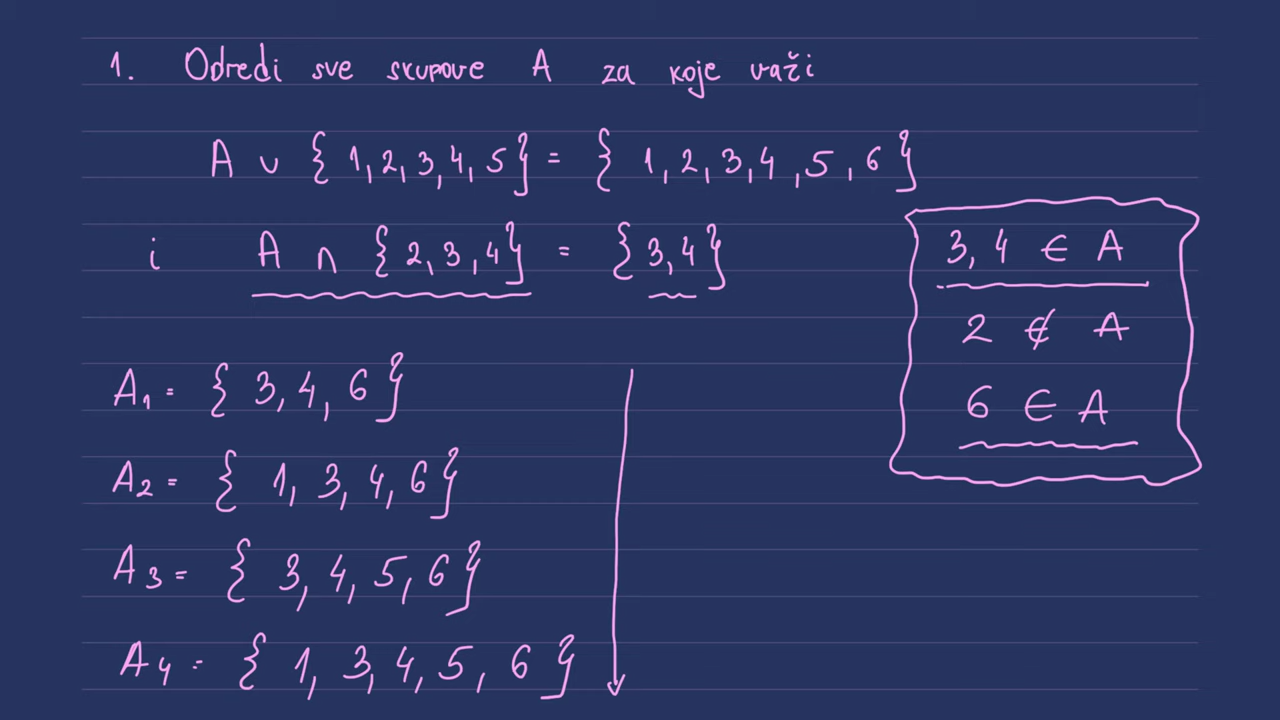 1. Odredi sve skupove A za koje važi
A ∪ { 1, 2, 3, 4, 5 } = { 1, 2, 3, 4, 5, 6 }
i A ∩ { 2, 3, 4 } = { 3, 4 }
3, 4 ∈ A
2 ∉ A
6 ∈ A
A₁ = { 3, 4, 6 }
A₂ = { 1, 3, 4, 6 }
A₃ = { 3, 4, 5, 6 }
A₄ = { 1, 3, 4, 5, 6 }